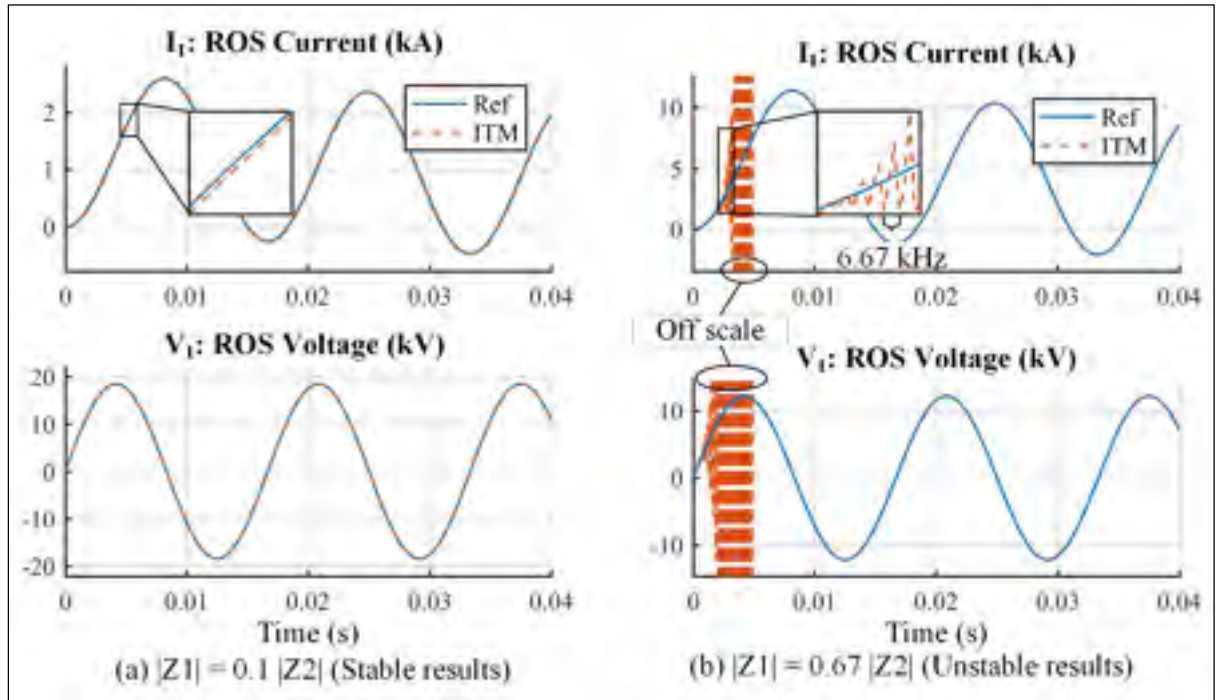 I₁: ROS Current (kA)
2
1
0
Ref
ITM
0 0.01 0.02 0.03 0.04
V₁: ROS Voltage (kV)
20
10
0
-10
-20
0 0.01 0.02 0.03 0.04
Time (s)
(a) |Z1| = 0.1 |Z2| (Stable results)
I₁: ROS Current (kA)
10
5
0
Ref
ITM
6.67 kHz
0 0.01 0.02 0.03 0.04
Off scale
V₁: ROS Voltage (kV)
10
0
-10
0 0.01 0.02 0.03 0.04
Time (s)
(b) |Z1| = 0.67 |Z2| (Unstable results)